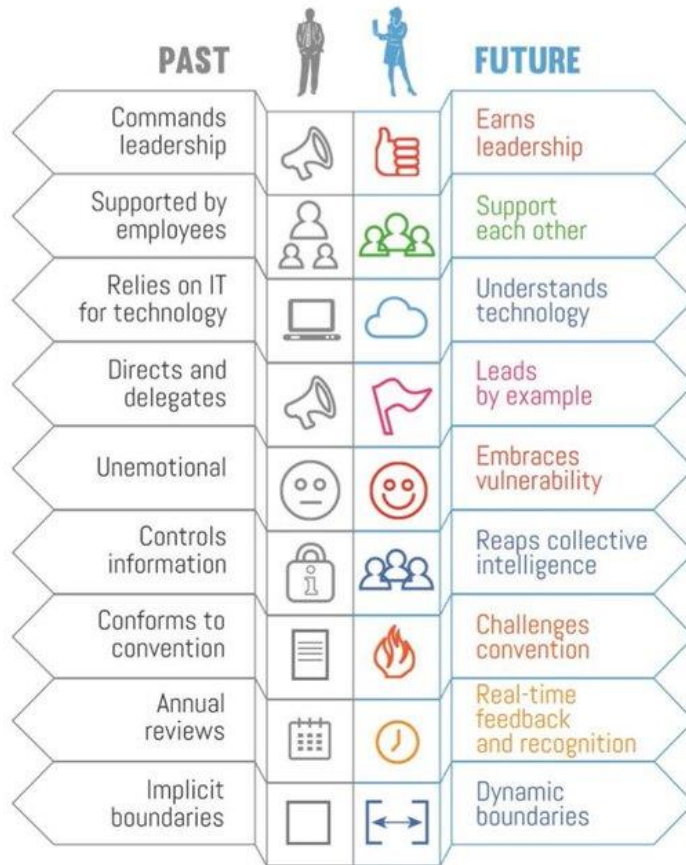 PAST
FUTURE
Commands
leadership
Earns
leadership
Supported by
employees
Support
each other
Relies on IT
for technology
Understands
technology
Directs and
delegates
Leads
by example
Unemotional
Embraces
vulnerability
Controls
information
i
Reaps collective
intelligence
Conforms to
convention
Challenges
convention
Annual
reviews
Real-time
feedback
and recognition
Implicit
boundaries
Dynamic
boundaries